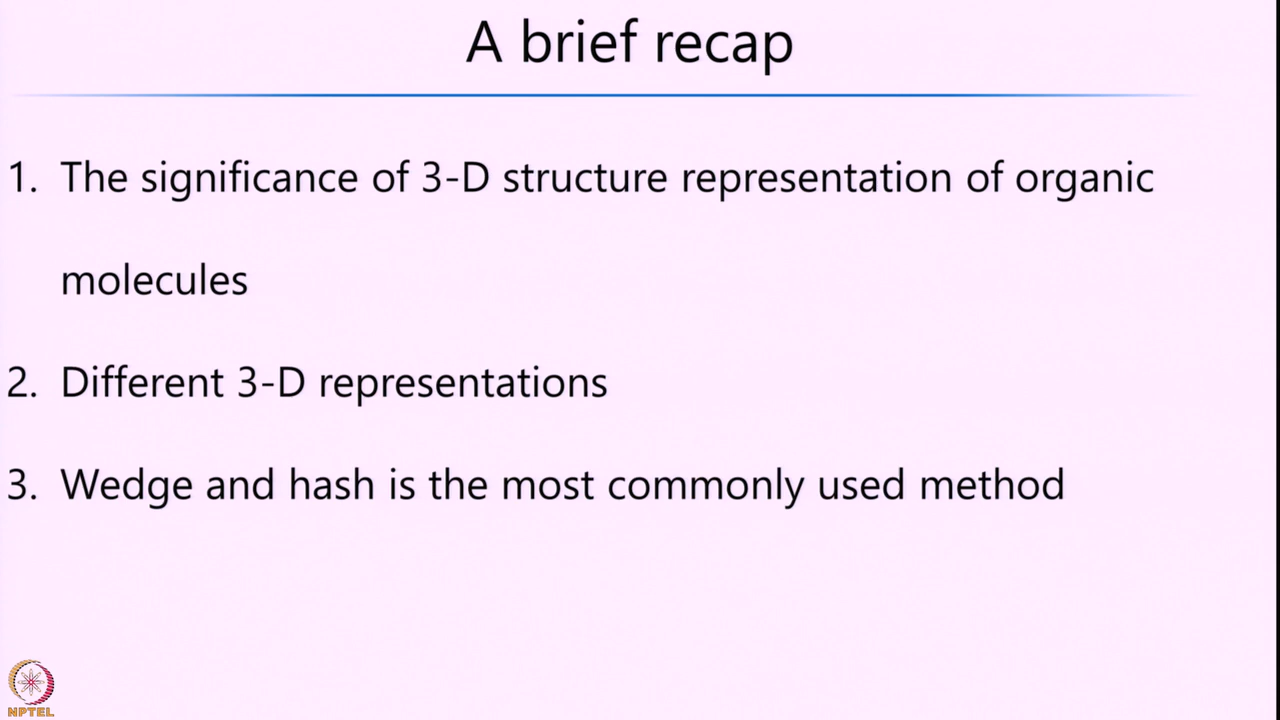 A brief recap
1. The significance of 3-D structure representation of organic
molecules
2. Different 3-D representations
3. Wedge and hash is the most commonly used method
NPTEL